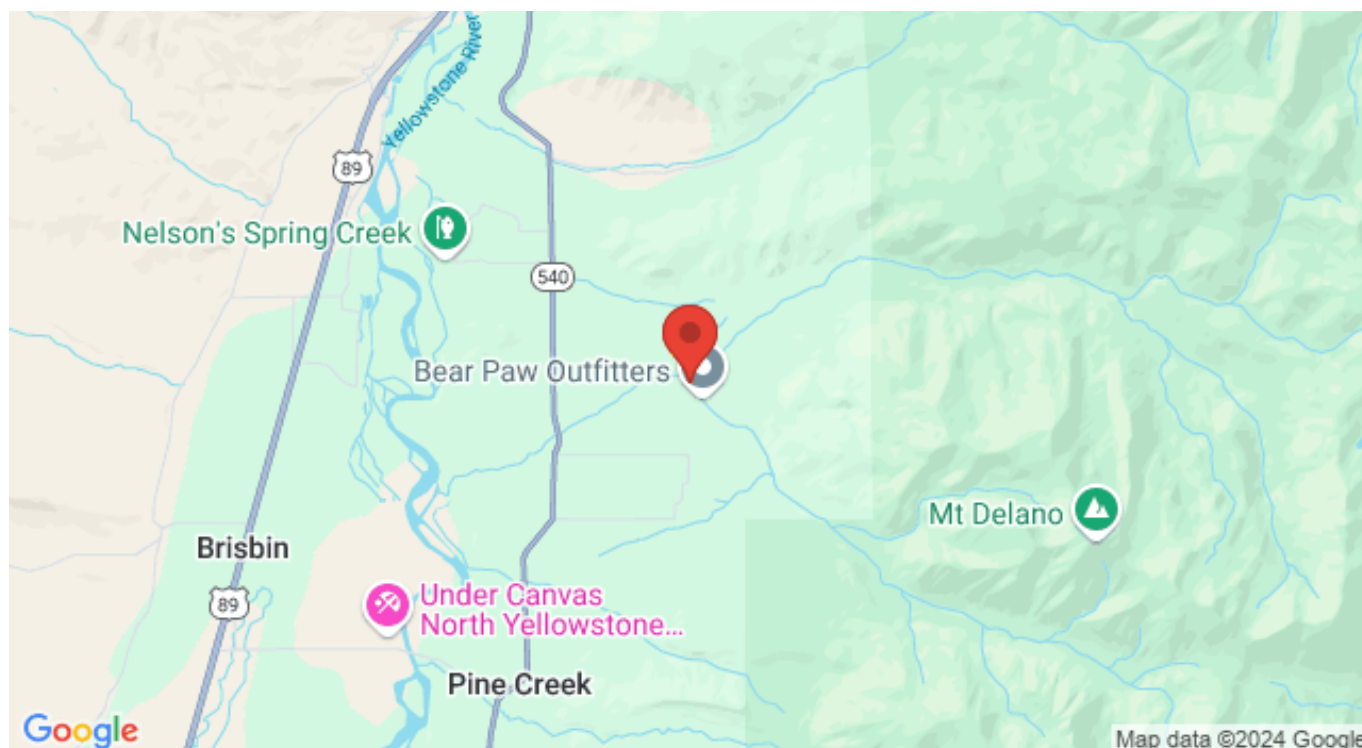 Yellowstone River
89
Nelson's Spring Creek
540
Bear Paw Outfitters
Mt Delano
Brisbin
89
Under Canvas
North Yellowstone...
Pine Creek
Google
Map data ©2024 Google